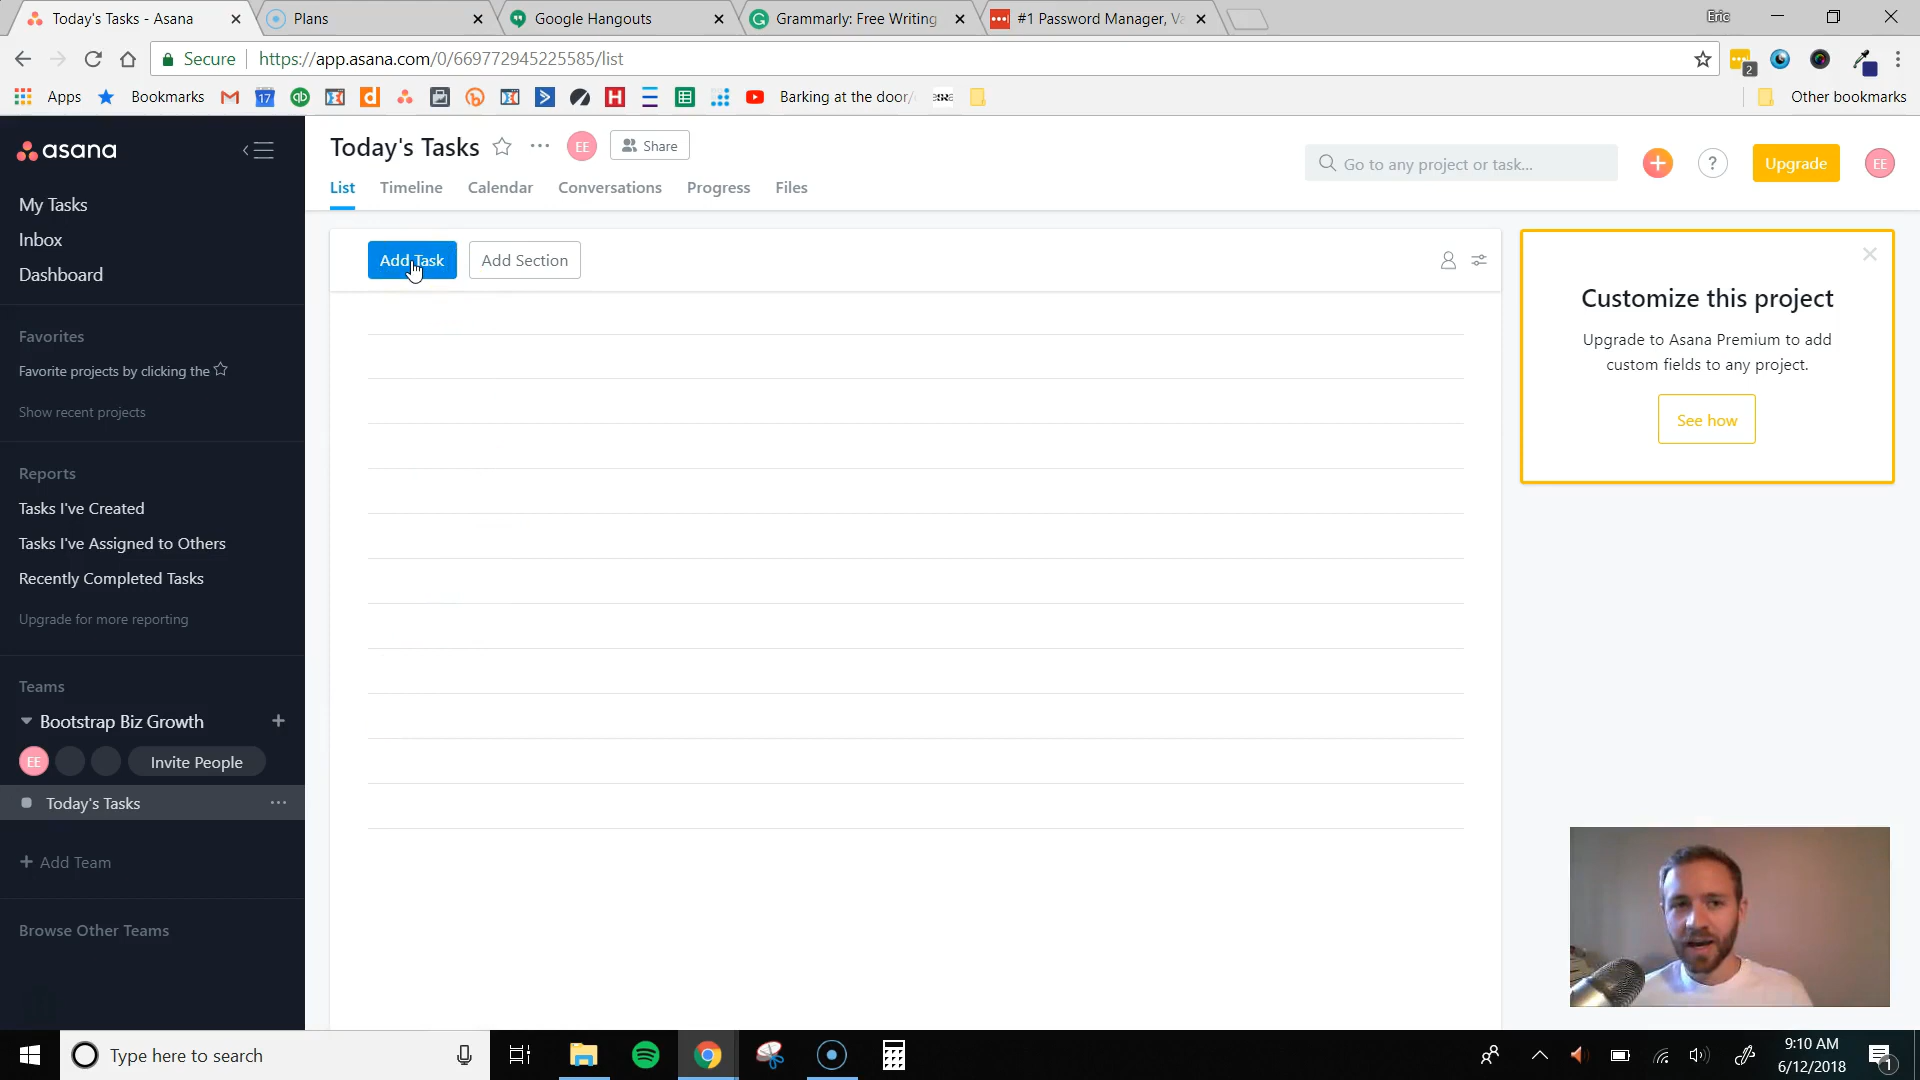 Today's Tasks - Asana
Plans
Google Hangouts
Grammarly: Free Writing
#1 Password Manager, Va
Eric
Secure
https://app.asana.com/0/669772945225585/list
2
Apps
Bookmarks
17
Barking at the door/
Other bookmarks
asana
My Tasks
Inbox
Dashboard
Favorites
Favorite projects by clicking the
Show recent projects
Reports
Tasks I've Created
Tasks I've Assigned to Others
Recently Completed Tasks
Upgrade for more reporting
Teams
Bootstrap Biz Growth
EE
Invite People
Today's Tasks
Add Team
Browse Other Teams
Today's Tasks
EE
Share
List
Timeline
Calendar
Conversations
Progress
Files
Go to any project or task...
?
Upgrade
EE
Add Task
Add Section
Customize this project
Upgrade to Asana Premium to add
custom fields to any project.
See how
Type here to search
9:10 AM
6/12/2018
1